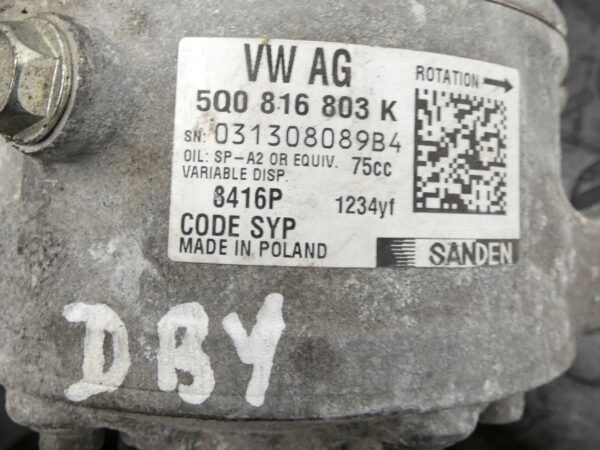 VW AG
ROTATION →
5Q0 816 803 K
SN: 031308089B4
OIL: SP-A2 OR EQUIV. 75cc
VARIABLE DISP.
8416P 1234yf
CODE SYP
MADE IN POLAND
SANDEN
DBY